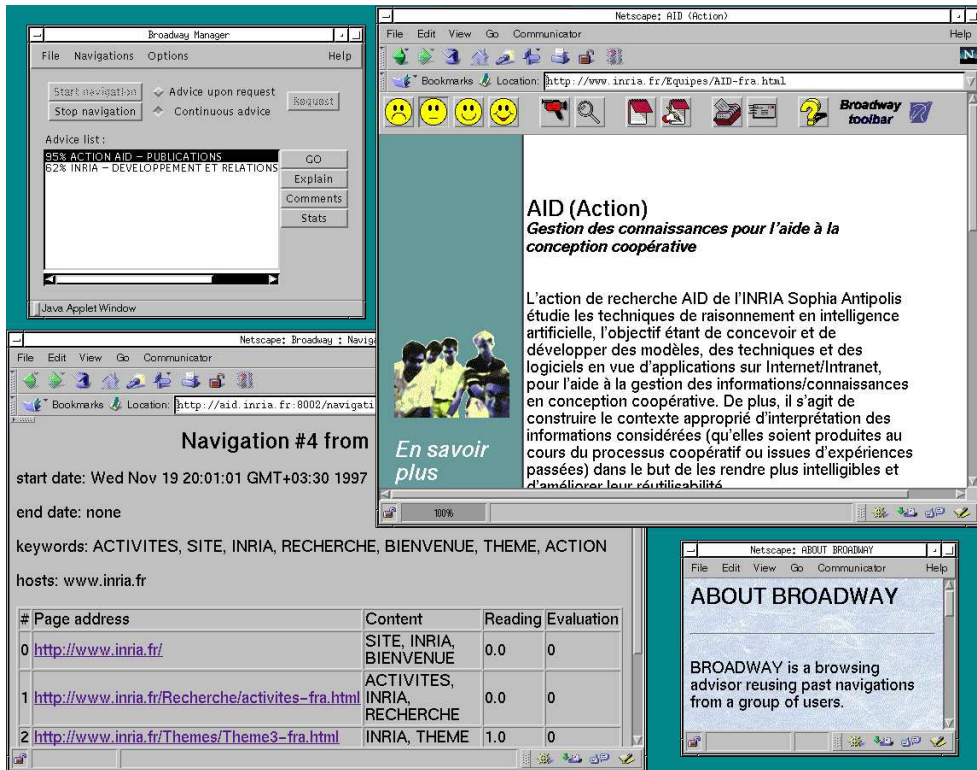 Broadway Manager
File Navigations Options Help
Start navigation
Advice upon request
Request
Stop navigation
Continuous advice
Advice list:
95% ACTION AID – PUBLICATIONS
62% INRIA – DEVELOPPEMENT ET RELATIONS
GO
Explain
Comments
Stats
Java Applet Window
Netscape: AID (Action)
File Edit View Go Communicator Help
N
Bookmarks Location: http://www.inria.fr/Equipes/AID-fra.html
Broadway
toolbar
AID (Action)
Gestion des connaissances pour l'aide à la
conception coopérative
L'action de recherche AID de l'INRIA Sophia Antipolis
étudie les techniques de raisonnement en intelligence
artificielle, l'objectif étant de concevoir et de
développer des modèles, des techniques et des
logiciels en vue d'applications sur Internet/Intranet,
pour l'aide à la gestion des informations/connaissances
en conception coopérative. De plus, il s'agit de
construire le contexte approprié d'interprétation des
informations considérées (qu'elles soient produites au
cours du processus coopératif ou issues d'expériences
passées) dans le but de les rendre plus intelligibles et
d'améliorer leur réutilisabilité
En savoir
plus
100%
Netscape: Broadway : Naviga
File Edit View Go Communicator
Bookmarks Location: http://aid.inria.fr:8002/navigati
Navigation #4 from
start date: Wed Nov 19 20:01:01 GMT+03:30 1997
end date: none
keywords: ACTIVITES, SITE, INRIA, RECHERCHE, BIENVENUE, THEME, ACTION
hosts: www.inria.fr
# Page address Content Reading Evaluation
0 http://www.inria.fr/ SITE, INRIA, BIENVENUE 0.0 0
1 http://www.inria.fr/Recherche/activites-fra.html ACTIVITES, INRIA, RECHERCHE 0.0 0
2 http://www.inria.fr/Themes/Theme3-fra.html INRIA, THEME 1.0 0
Netscape: ABOUT BROADWAY
File Edit View Go Communicator Help
ABOUT BROADWAY
BROADWAY is a browsing
advisor reusing past navigations
from a group of users.